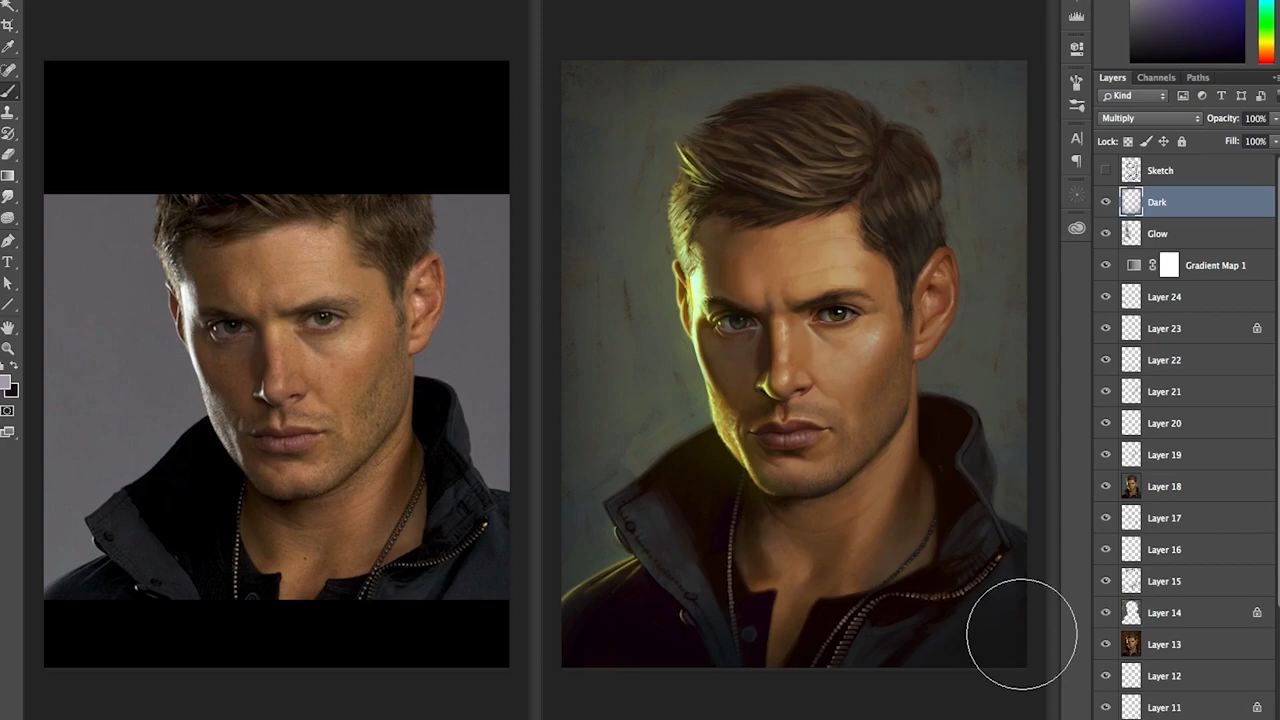 Layers Channels Paths
Kind
Multiply Opacity: 100%
Lock: Fill: 100%
Sketch
Dark
Glow
Gradient Map 1
Layer 24
Layer 23
Layer 22
Layer 21
Layer 20
Layer 19
Layer 18
Layer 17
Layer 16
Layer 15
Layer 14
Layer 13
Layer 12
Layer 11